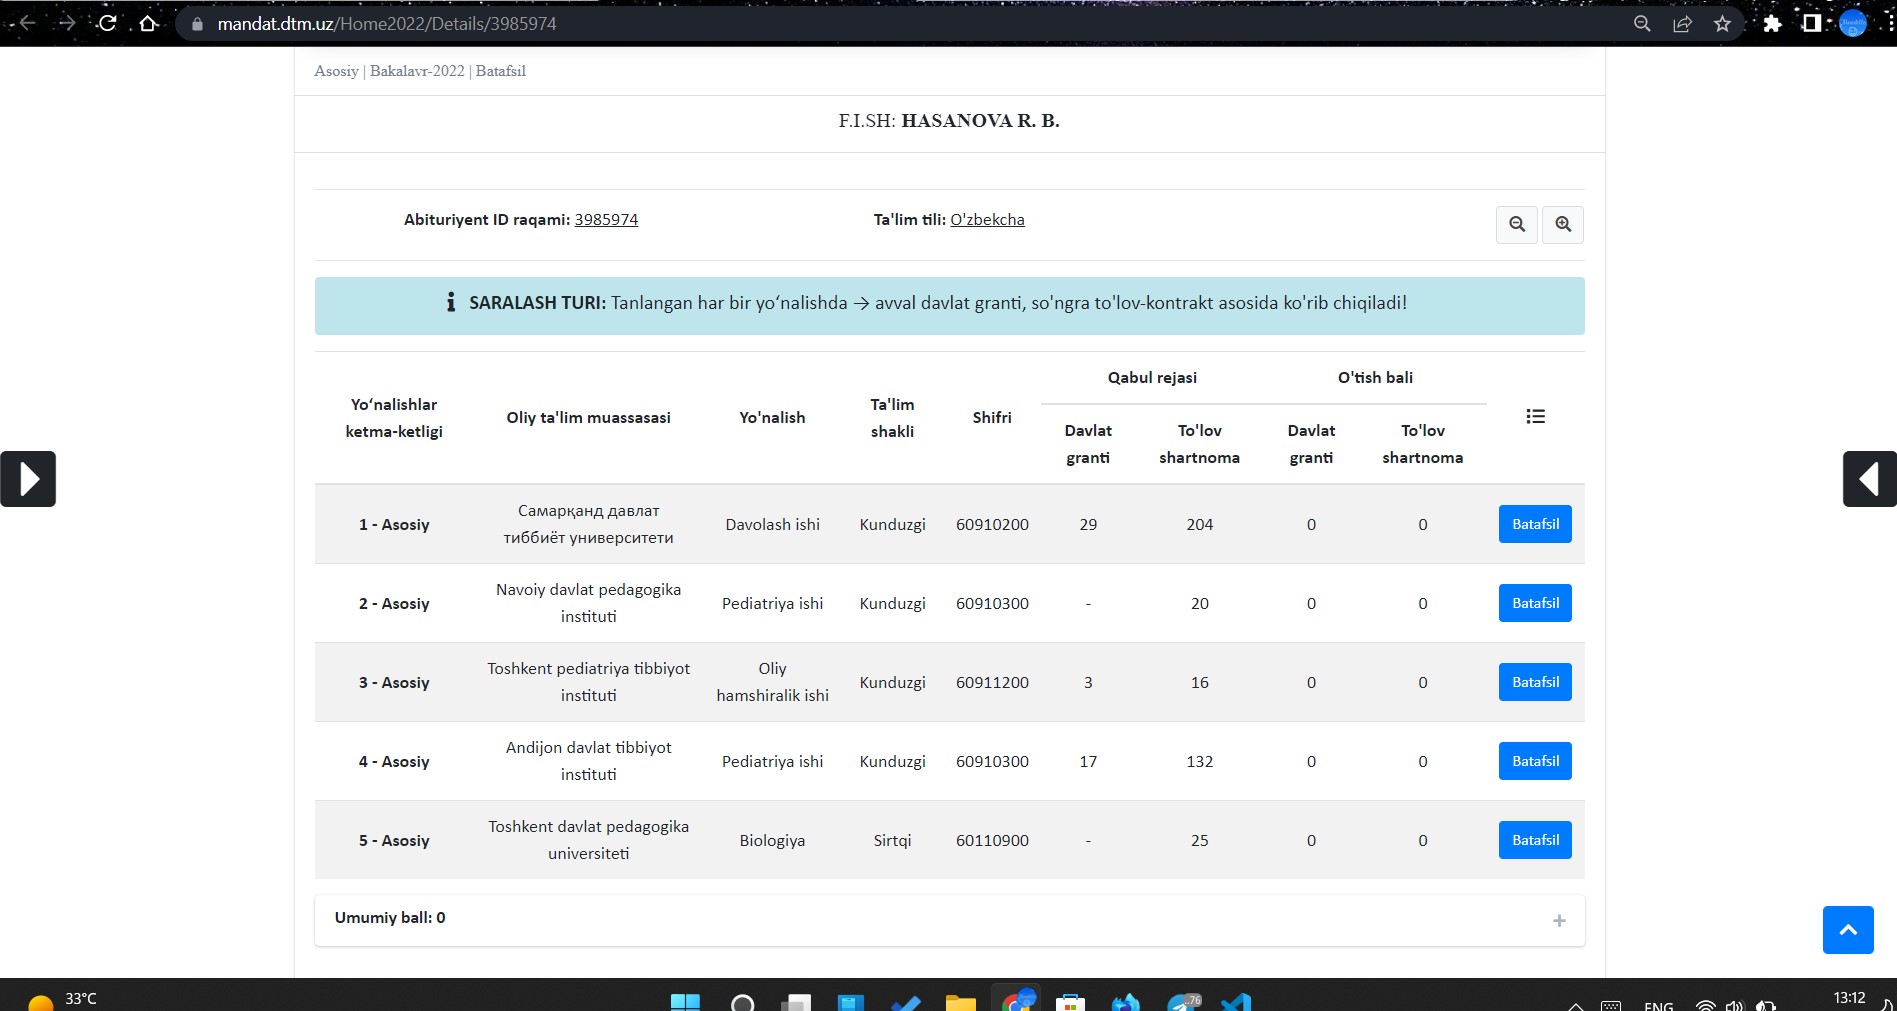 mandat.dtm.uz/Home2022/Details/3985974
Asosiy | Bakalavr-2022 | Batafsil
F.I.SH: HASANOVA R. B.
Abituriyent ID raqami: 3985974
Ta'lim tili: O'zbekcha
SARALASH TURI: Tanlangan har bir yo‘nalishda → avval davlat granti, so'ngra to'lov-kontrakt asosida ko'rib chiqiladi!
Yo‘nalishlar ketma-ketligi
Oliy ta'lim muassasasi
Yo'nalish
Ta'lim shakli
Shifri
Qabul rejasi
O'tish bali
Davlat granti
To'lov shartnoma
Davlat granti
To'lov shartnoma
1 - Asosiy
Самарқанд давлат
тиббиёт университети
Davolash ishi
Kunduzgi
60910200
29
204
0
0
Batafsil
2 - Asosiy
Navoiy davlat pedagogika
instituti
Pediatriya ishi
Kunduzgi
60910300
-
20
0
0
Batafsil
3 - Asosiy
Toshkent pediatriya tibbiyot
instituti
Oliy
hamshiralik ishi
Kunduzgi
60911200
3
16
0
0
Batafsil
4 - Asosiy
Andijon davlat tibbiyot
instituti
Pediatriya ishi
Kunduzgi
60910300
17
132
0
0
Batafsil
5 - Asosiy
Toshkent davlat pedagogika
universiteti
Biologiya
Sirtqi
60110900
-
25
0
0
Batafsil
Umumiy ball: 0
33°C
76
ENG
13:12